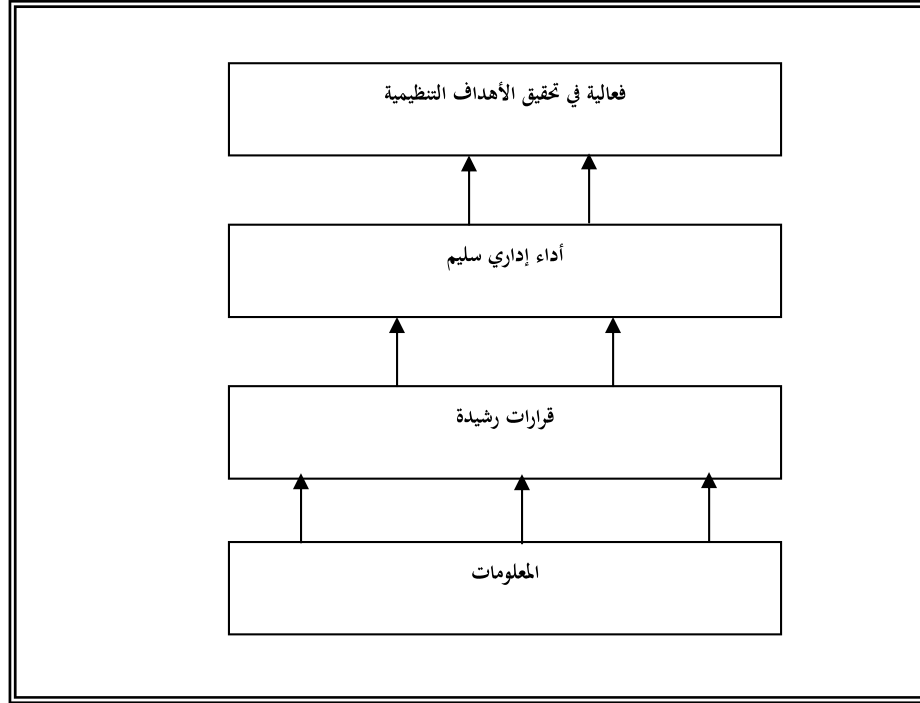 فعالية في تحقيق الأهداف التنظيمية
أداء إداري سليم
قرارات رشيدة
المعلومات